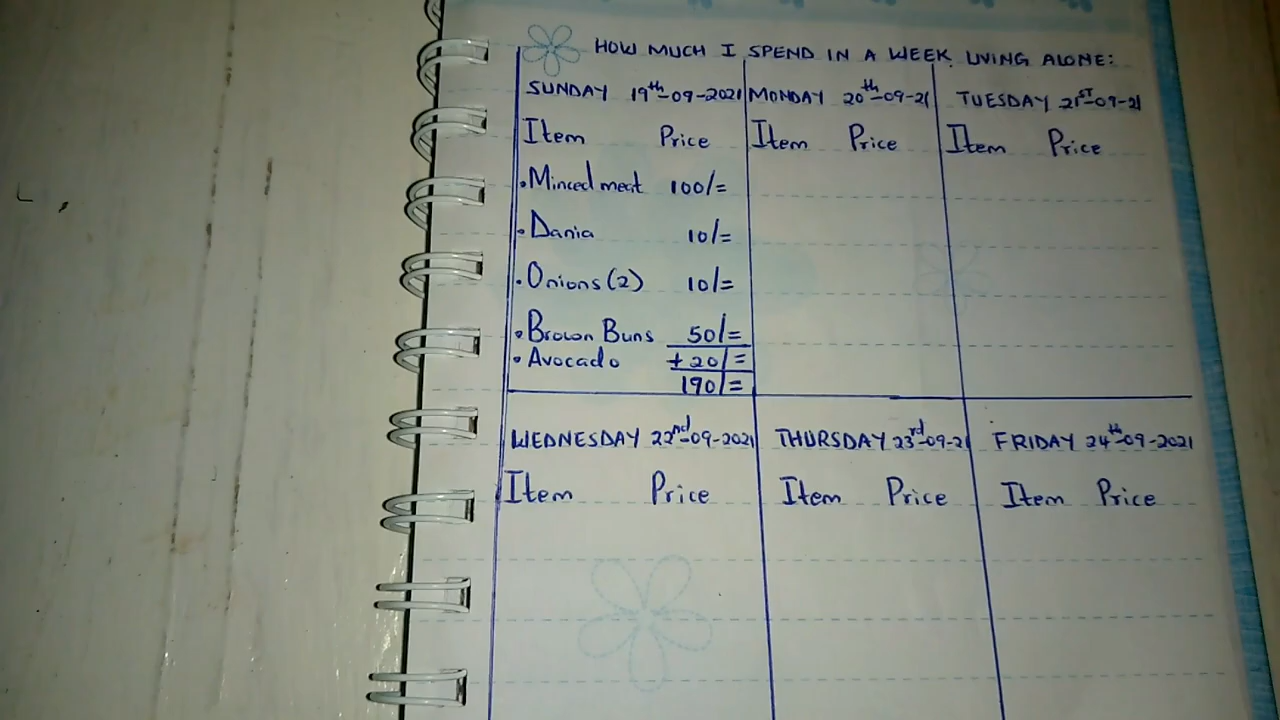 HOW MUCH I SPEND IN A WEEK LIVING ALONE:
SUNDAY 19th-09-2021
Item Price
• Minced meat 100/=
• Dania 10/=
• Onions (2) 10/=
• Brown Buns 50/=
• Avocado + 20/=
190/=
MONDAY 20th-09-21
Item Price
TUESDAY 21ST-09-21
Item Price
WEDNESDAY 22nd-09-2021
Item Price
THURSDAY 23rd-09-21
Item Price
FRIDAY 24th-09-2021
Item Price